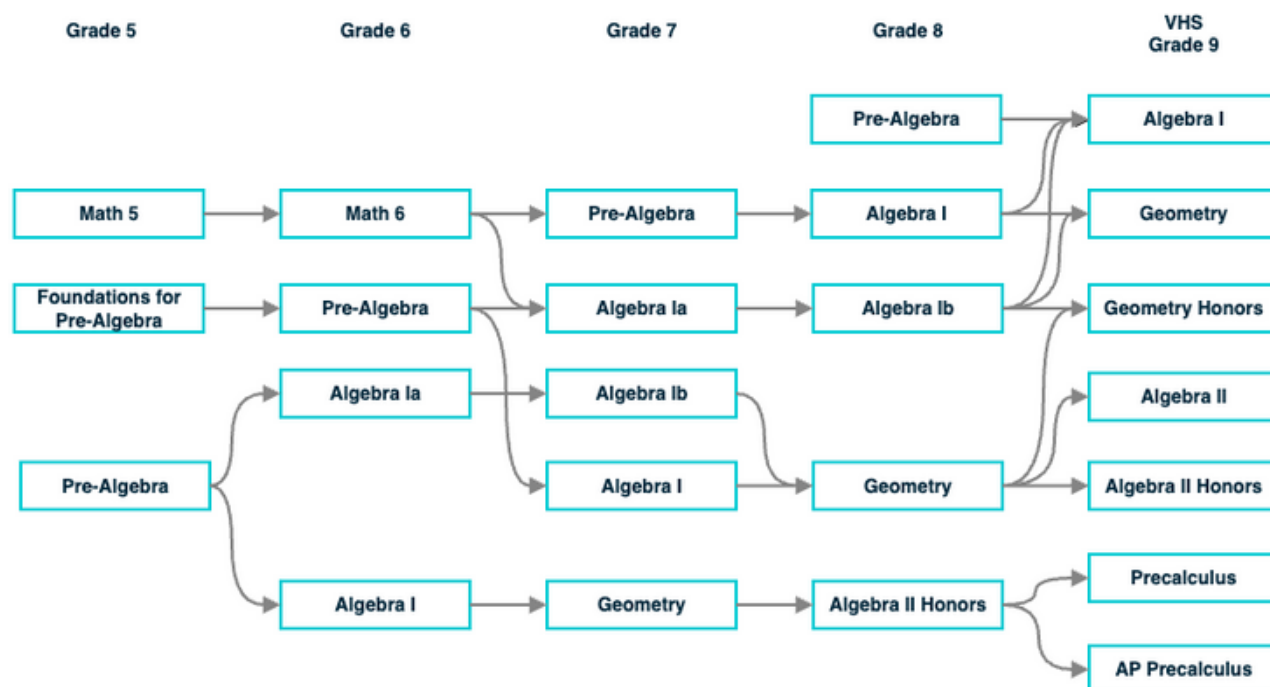 Grade 5
Grade 6
Grade 7
Grade 8
VHS
Grade 9
Pre-Algebra
Algebra I
Math 5
Math 6
Pre-Algebra
Algebra I
Geometry
Foundations for
Pre-Algebra
Pre-Algebra
Algebra Ia
Algebra Ib
Geometry Honors
Algebra Ia
Algebra Ib
Algebra II
Pre-Algebra
Algebra I
Geometry
Algebra II Honors
Precalculus
Algebra I
Geometry
Algebra II Honors
AP Precalculus